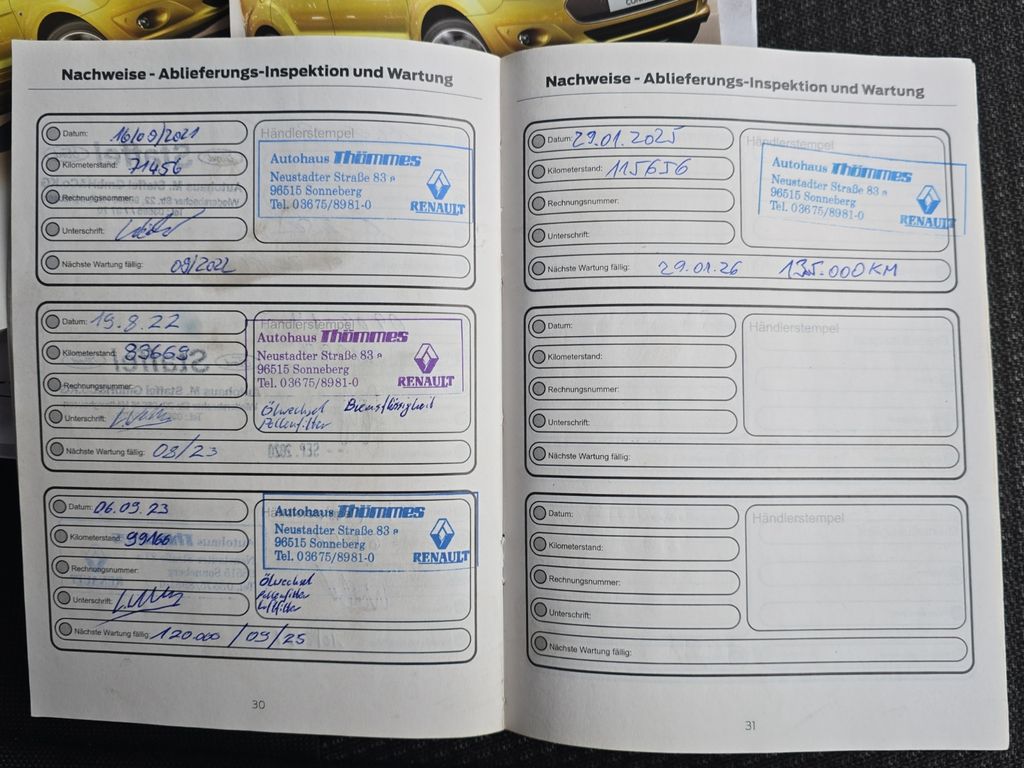 Nachweise - Ablieferungs-Inspektion und Wartung
Datum: 16/09/2021
Kilometerstand: 71456
Rechnungsnummer:
Unterschrift:
Händlerstempel
Autohaus Thömmes
Neustadter Straße 83 a
96515 Sonneberg
Tel. 03675/8981-0
RENAULT
Nächste Wartung fällig: 09/2022
Datum: 19.8.22
Kilometerstand: 89669
Rechnungsnummer:
Unterschrift:
Händlerstempel
Autohaus Thömmes
Neustadter Straße 83 a
96515 Sonneberg
Tel. 03675/8981-0
RENAULT
Ölwechsel Bremsflüssigkeit
Pollenfilter
Nächste Wartung fällig: 08/23
Datum: 06.09.23
Kilometerstand: 99166
Rechnungsnummer:
Unterschrift:
Autohaus Thömmes
Neustadter Straße 83 a
96515 Sonneberg
Tel. 03675/8981-0
RENAULT
Ölwechsel
Pollenfilter
Luftfilter
Nächste Wartung fällig: 120.000 / 09/25
30
Nachweise - Ablieferungs-Inspektion und Wartung
Datum: 29.01.2025
Kilometerstand: 115656
Rechnungsnummer:
Unterschrift:
Händlerstempel
Autohaus Thömmes
Neustadter Straße 83 a
96515 Sonneberg
Tel. 03675/8981-0
RENAULT
Nächste Wartung fällig: 29.01.26 135.000KM
Datum:
Kilometerstand:
Rechnungsnummer:
Unterschrift:
Händlerstempel
Nächste Wartung fällig:
Datum:
Kilometerstand:
Rechnungsnummer:
Unterschrift:
Händlerstempel
Nächste Wartung fällig:
31